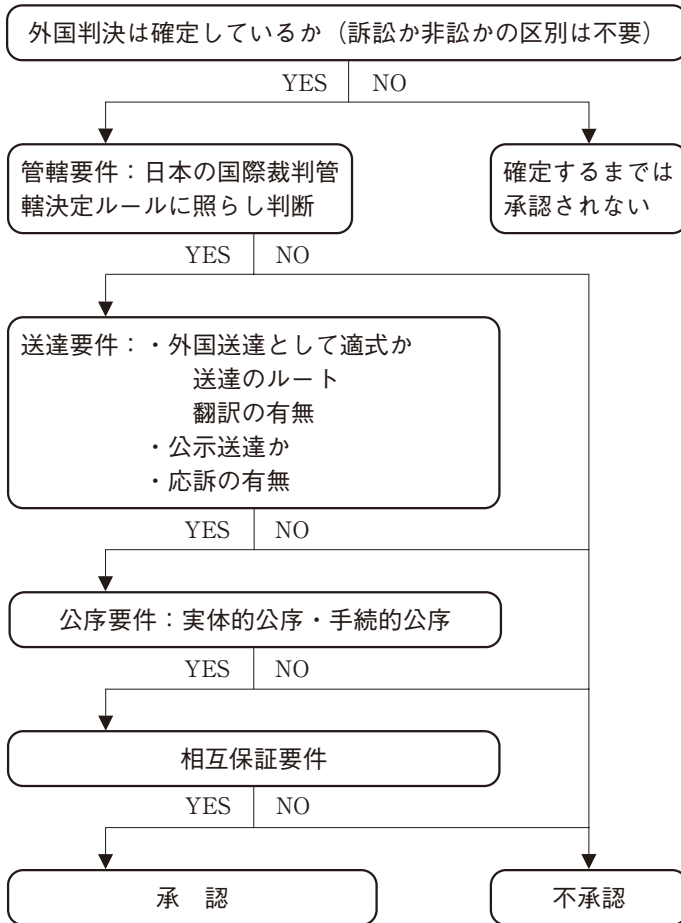 外国判決は確定しているか（訴訟か非訟かの区別は不要）
YES NO
管轄要件：日本の国際裁判管
轄決定ルールに照らし判断
確定するまでは
承認されない
YES NO
送達要件：・外国送達として適式か
送達のルート
翻訳の有無
・公示送達か
・応訴の有無
YES NO
公序要件：実体的公序・手続的公序
YES NO
相互保証要件
YES NO
承　認
不承認